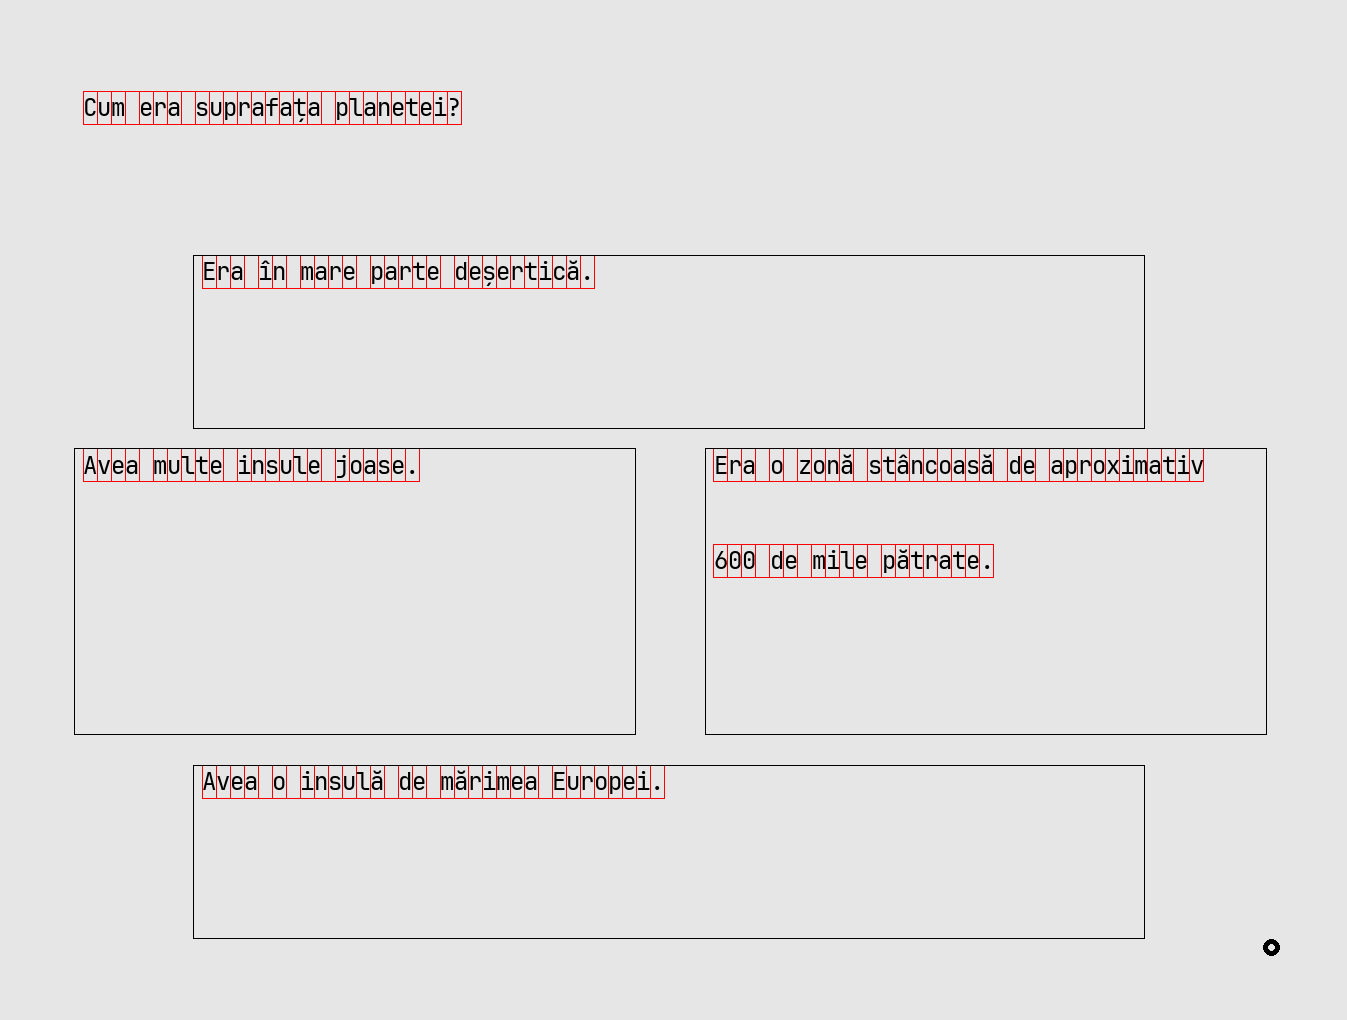 Cum era suprafața planetei?
Era în mare parte deșertică.
Avea multe insule joase.
Era o zonă stâncoasă de aproximativ
600 de mile pătrate.
Avea o insulă de mărimea Europei.